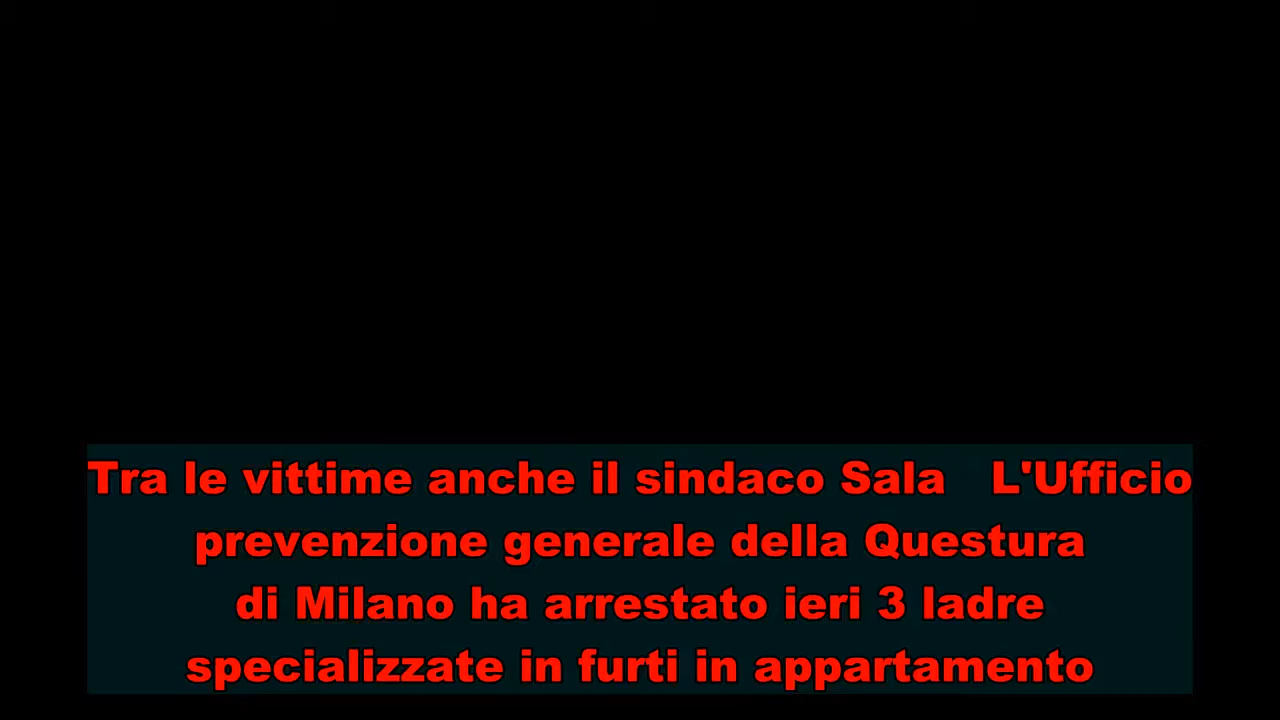 Tra le vittime anche il sindaco Sala   L'Ufficio
prevenzione generale della Questura
di Milano ha arrestato ieri 3 ladre
specializzate in furti in appartamento